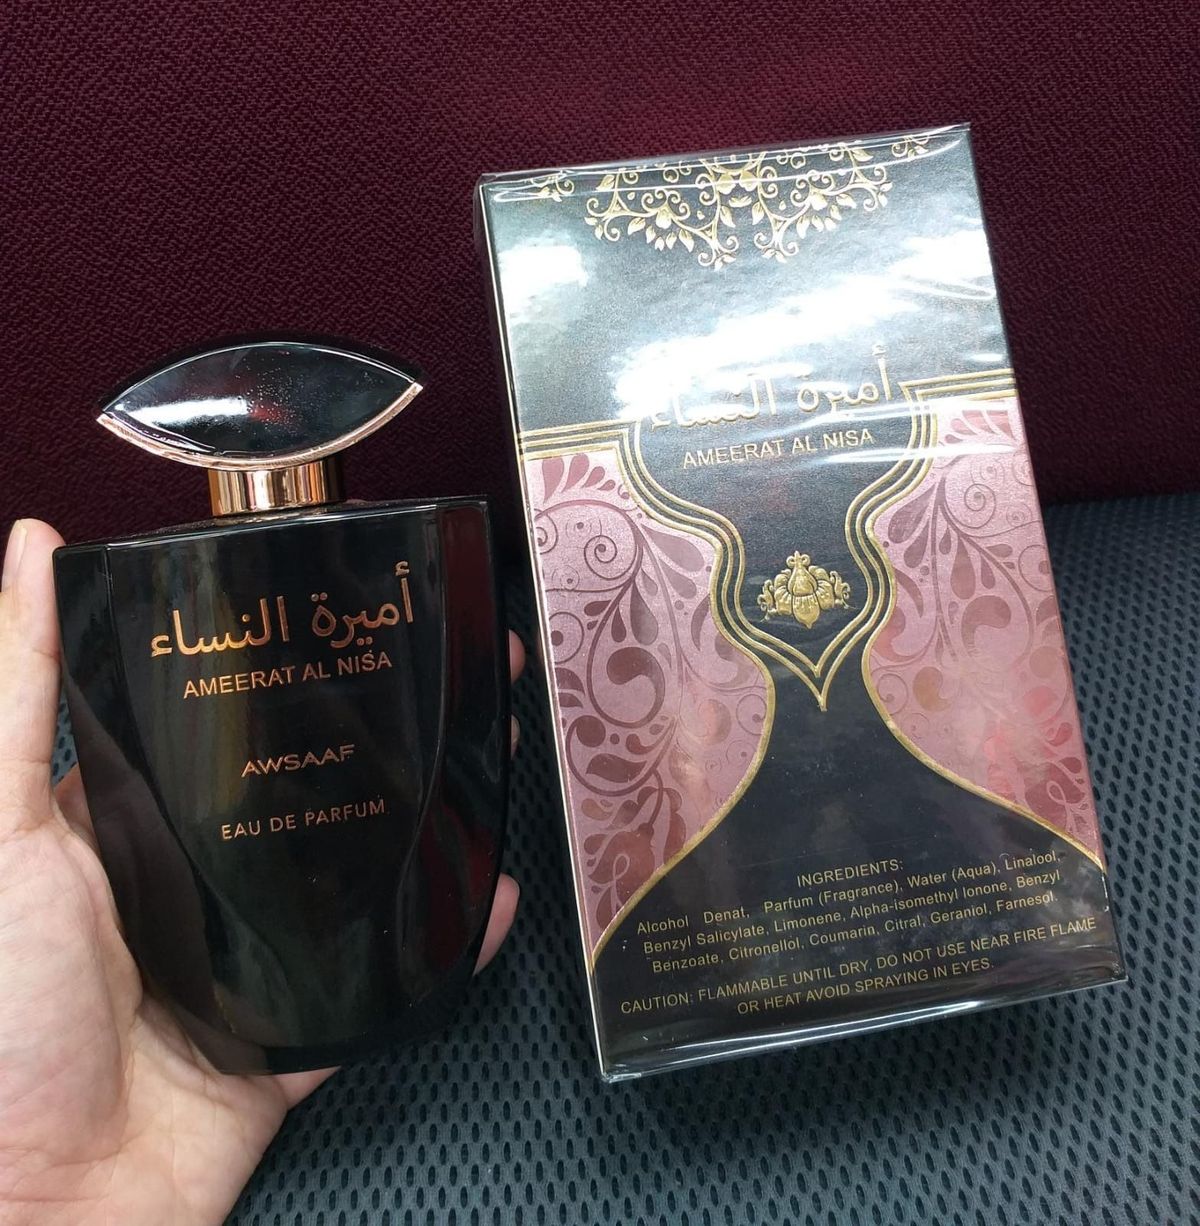 أميرة النساء
AMEERAT AL NISA
AWSAAF
EAU DE PARFUM
أميرة النساء
AMEERAT AL NISA
INGREDIENTS:
Alcohol Denat, Parfum (Fragrance), Water (Aqua), Linalool,
Benzyl Salicylate, Limonene, Alpha-isomethyl Ionone, Benzyl
Benzoate, Citronellol, Coumarin, Citral, Geraniol, Farnesol.
CAUTION: FLAMMABLE UNTIL DRY, DO NOT USE NEAR FIRE FLAME
OR HEAT AVOID SPRAYING IN EYES.